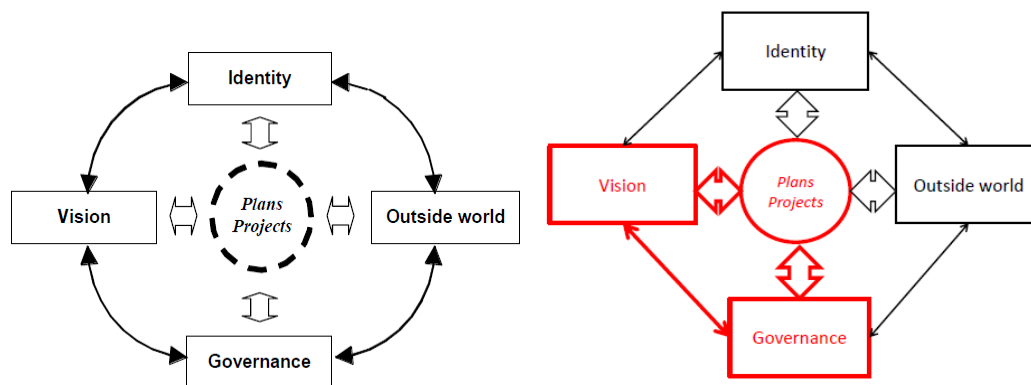 Identity
Vision
Plans
Projects
Outside world
Governance
Identity
Vision
Plans
Projects
Outside world
Governance